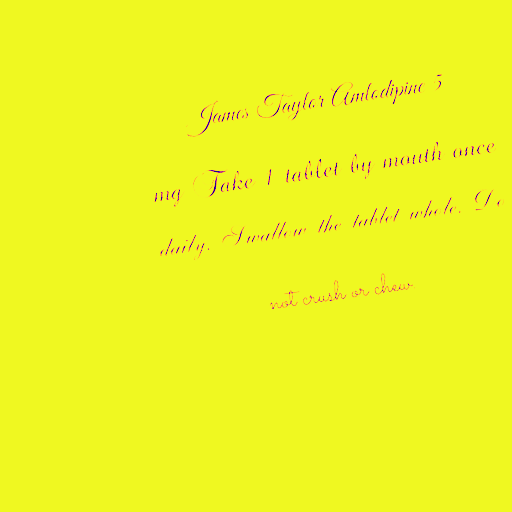 James Taylor Amlodipine 5
mg Take 1 tablet by mouth once
daily. Swallow the tablet whole. Do
not crush or chew